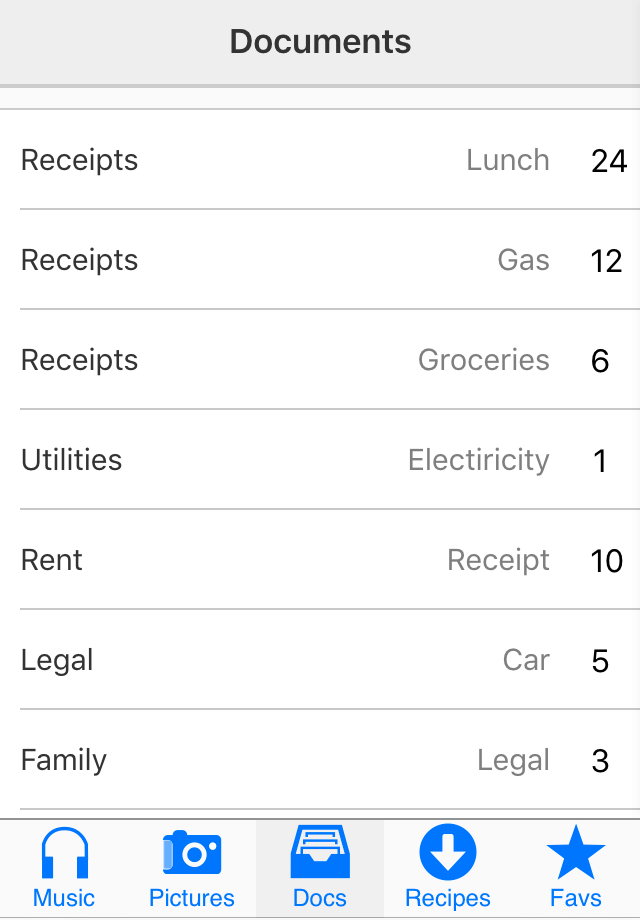 Documents
Receipts Lunch 24
Receipts Gas 12
Receipts Groceries 6
Utilities Electiricity 1
Rent Receipt 10
Legal Car 5
Family Legal 3
Music Pictures Docs Recipes Favs